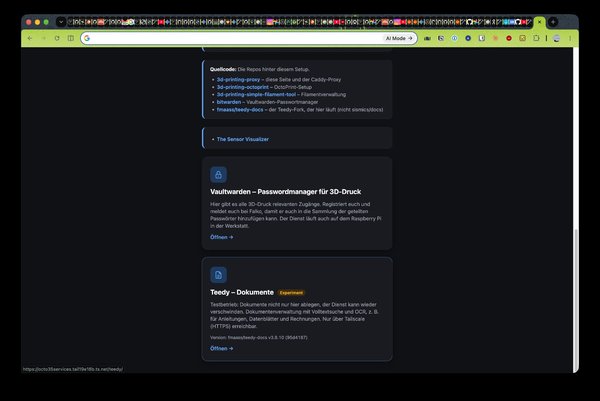 AI Mode
Quellcode: Die Repos hinter diesem Setup.
• 3d-printing-proxy – diese Seite und der Caddy-Proxy
• 3d-printing-octoprint – OctoPrint-Setup
• 3d-printing-simple-filament-tool – Filamentverwaltung
• bitwarden – Vaultwarden-Passwortmanager
• fmaass/teedy-docs – der Teedy-Fork, der hier läuft (nicht sismics/docs)
• The Sensor Visualizer
Vaultwarden – Passwortmanager für 3D-Druck
Hier gibt es alle 3D-Druck relevanten Zugänge. Registriert euch und
meldet euch bei Falko, damit er euch in die Sammlung der geteilten
Passwörter hinzufügen kann. Der Dienst läuft auch auf dem Raspberry Pi
in der Werkstatt.
Öffnen →
Teedy – Dokumente Experiment
Testbetrieb: Dokumente nicht nur hier ablegen, der Dienst kann wieder
verschwinden. Dokumentenverwaltung mit Volltextsuche und OCR, z. B.
für Anleitungen, Datenblätter und Rechnungen. Nur über Tailscale
(HTTPS) erreichbar.
Version: fmaass/teedy-docs v3.8.10 (95d4187)
Öffnen →